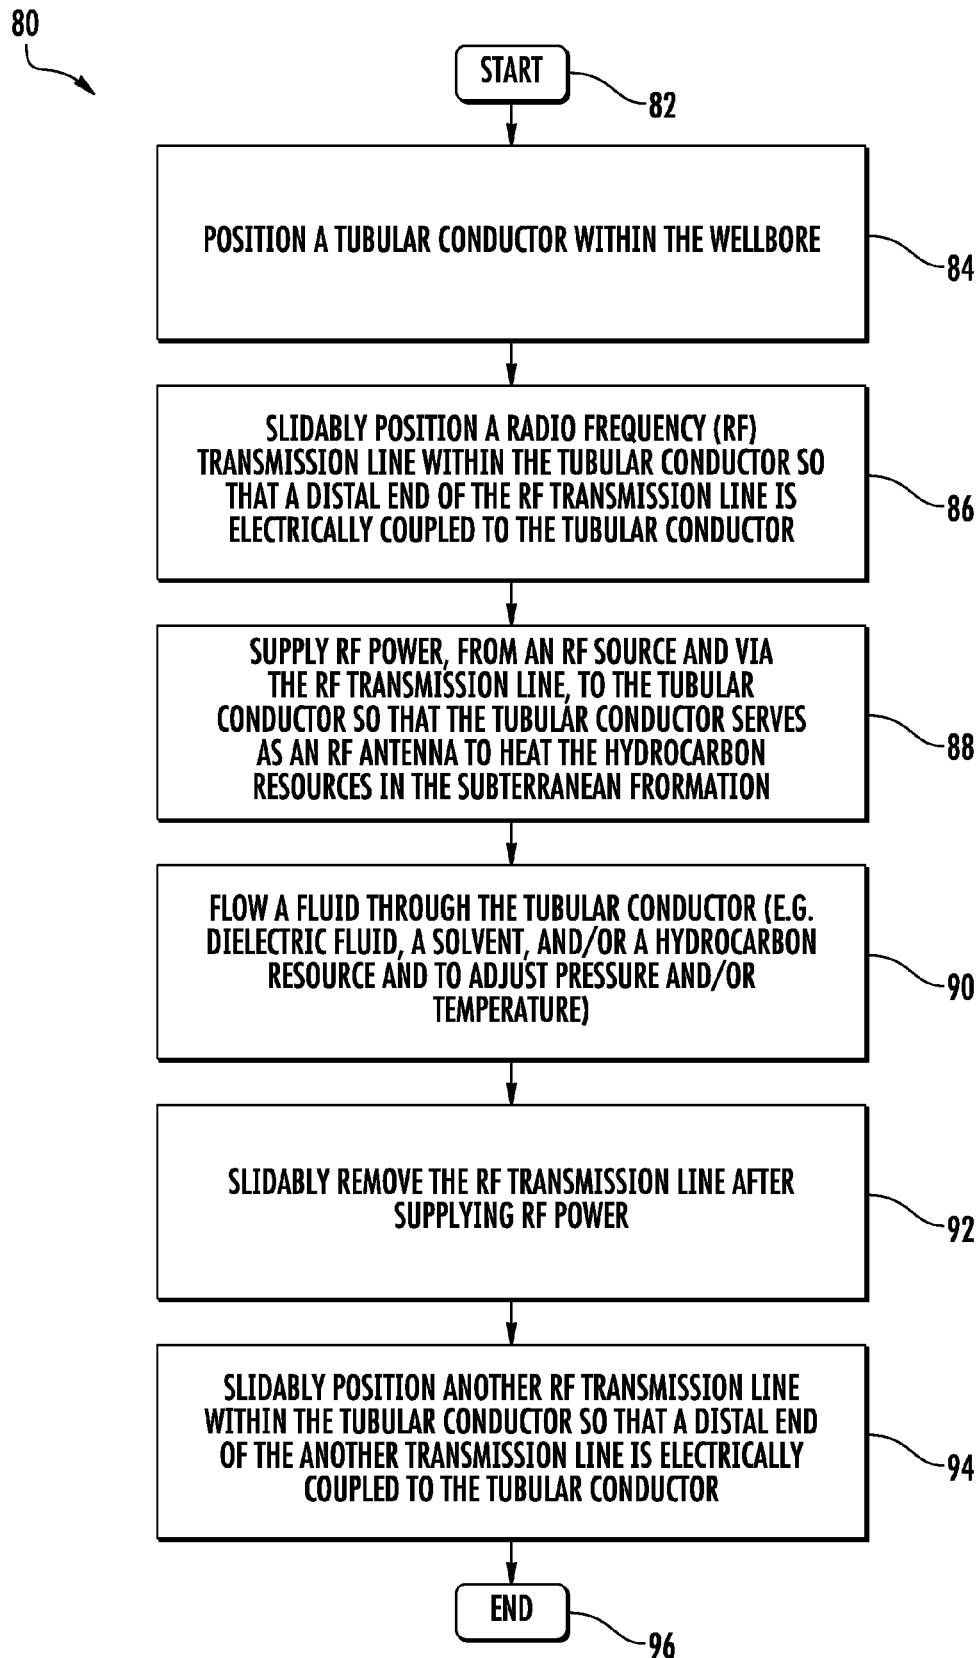 80
START
82
POSITION A TUBULAR CONDUCTOR WITHIN THE WELLBORE
84
SLIDABLY POSITION A RADIO FREQUENCY (RF)
TRANSMISSION LINE WITHIN THE TUBULAR CONDUCTOR SO
THAT A DISTAL END OF THE RF TRANSMISSION LINE IS
ELECTRICALLY COUPLED TO THE TUBULAR CONDUCTOR
86
SUPPLY RF POWER, FROM AN RF SOURCE AND VIA
THE RF TRANSMISSION LINE, TO THE TUBULAR
CONDUCTOR SO THAT THE TUBULAR CONDUCTOR SERVES
AS AN RF ANTENNA TO HEAT THE HYDROCARBON
RESOURCES IN THE SUBTERRANEAN FRORMATION
88
FLOW A FLUID THROUGH THE TUBULAR CONDUCTOR (E.G.
DIELECTRIC FLUID, A SOLVENT, AND/OR A HYDROCARBON
RESOURCE AND TO ADJUST PRESSURE AND/OR
TEMPERATURE)
90
SLIDABLY REMOVE THE RF TRANSMISSION LINE AFTER
SUPPLYING RF POWER
92
SLIDABLY POSITION ANOTHER RF TRANSMISSION LINE
WITHIN THE TUBULAR CONDUCTOR SO THAT A DISTAL END
OF THE ANOTHER TRANSMISSION LINE IS ELECTRICALLY
COUPLED TO THE TUBULAR CONDUCTOR
94
END
96